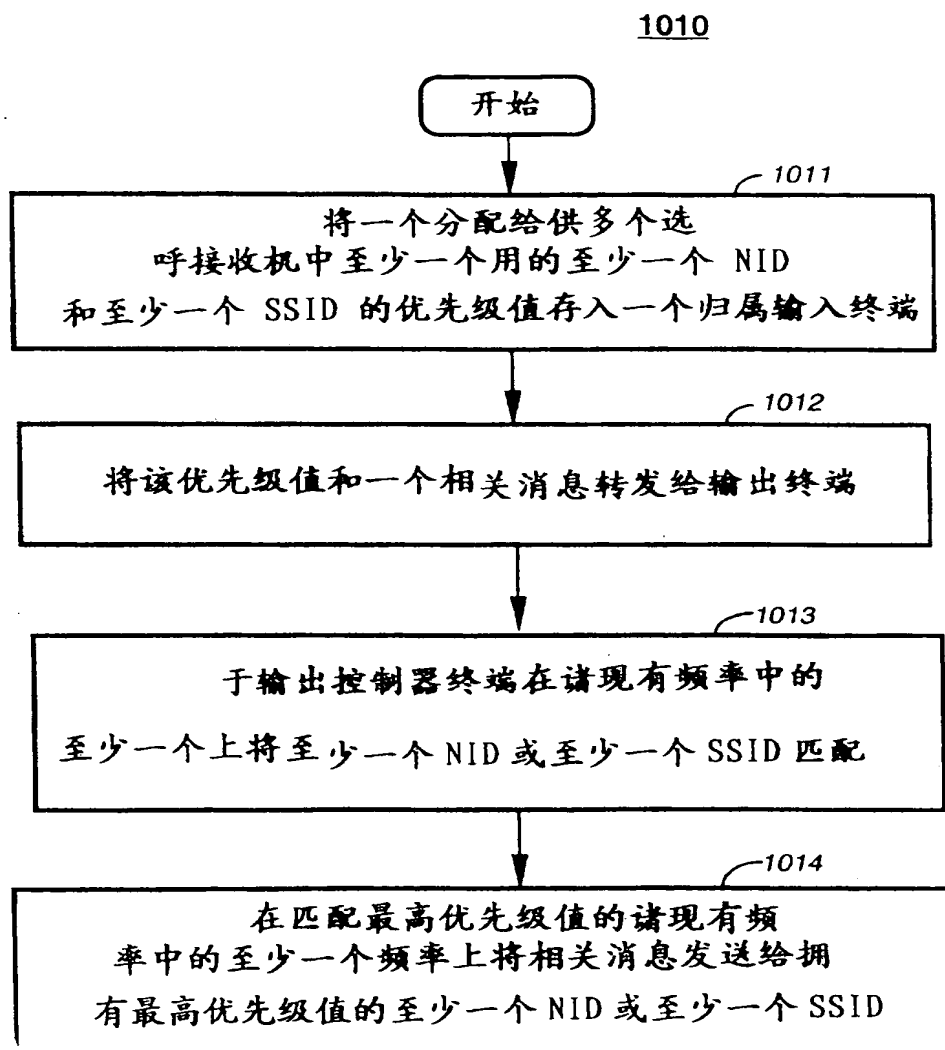 1010
开始
1011
将一个分配给供多个选
呼接收机中至少一个用的至少一个 NID
和至少一个 SSID 的优先级值存入一个归属输入终端
1012
将该优先级值和一个相关消息转发给输出终端
1013
于输出控制器终端在诸现有频率中的
至少一个上将至少一个 NID 或至少一个 SSID 匹配
1014
在匹配最高优先级值的诸现有频
率中的至少一个频率上将相关消息发送给拥
有最高优先级值的至少一个 NID 或至少一个 SSID